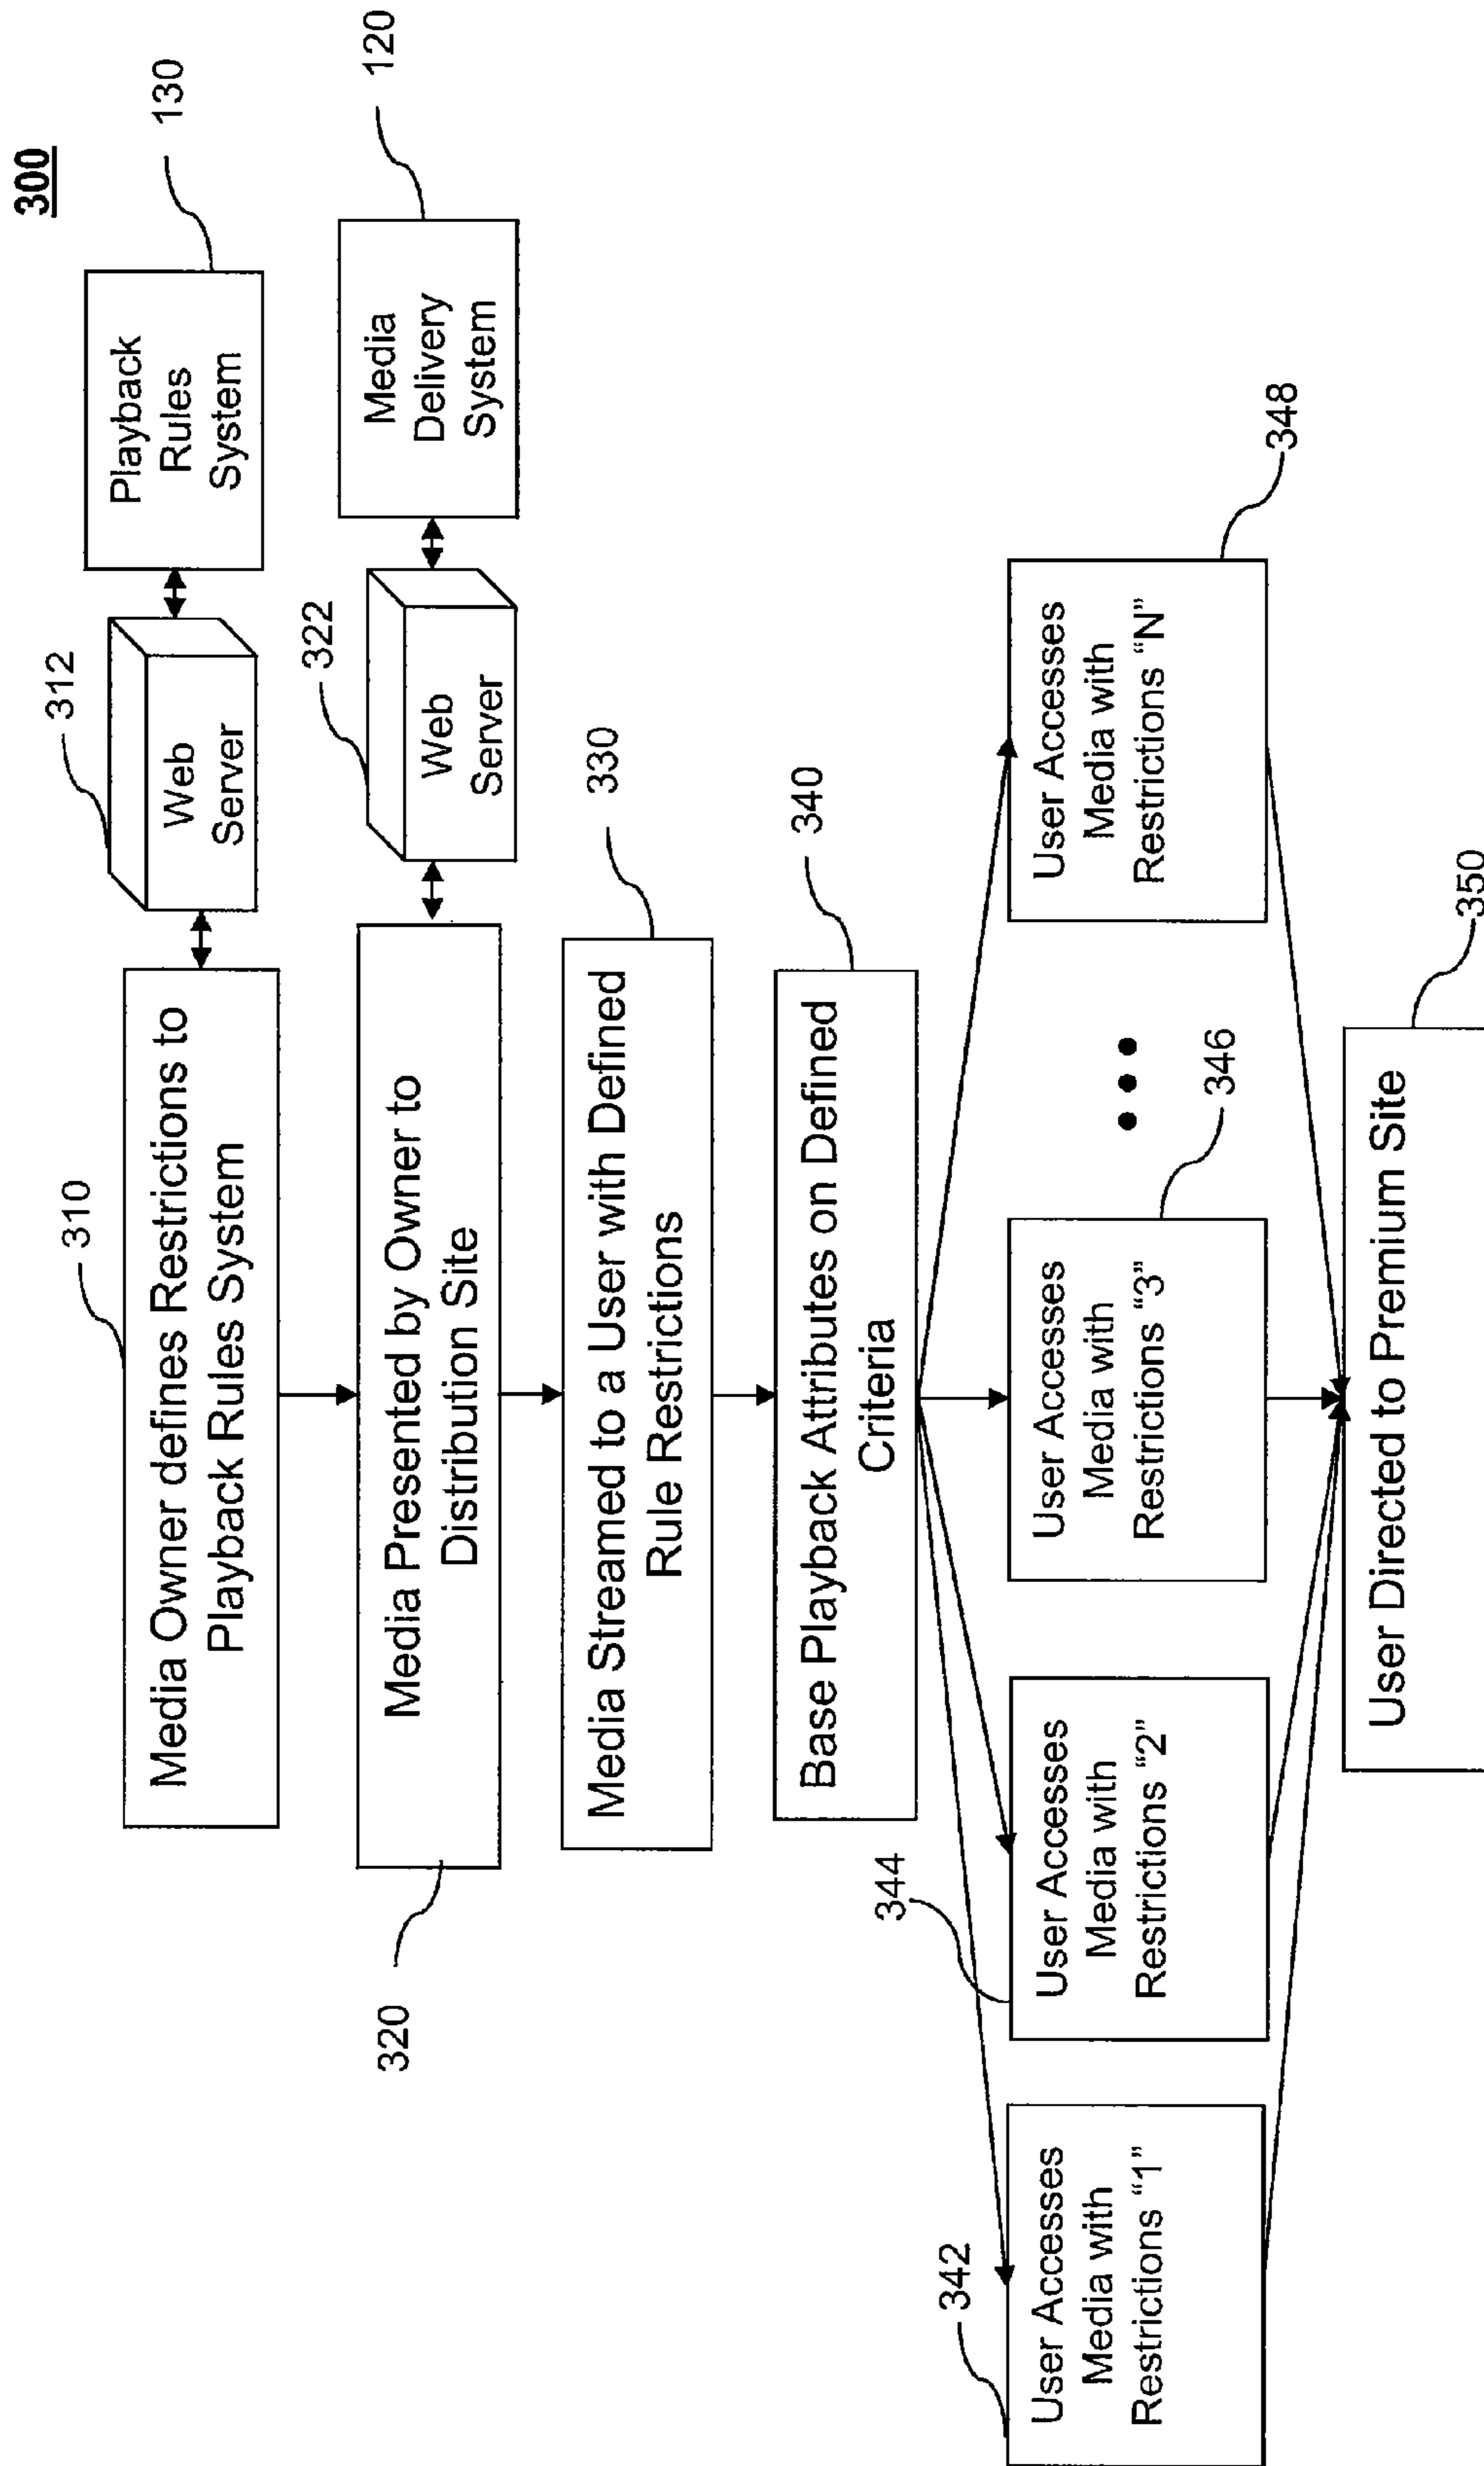 300
310
Media Owner defines Restrictions to
Playback Rules System
312
Web
Server
Playback
Rules
System
130
320
Media Presented by Owner to
Distribution Site
322
Web
Server
Media
Delivery
System
120
Media Streamed to a User with Defined
Rule Restrictions
330
Base Playback Attributes on Defined
Criteria
340
342
User Accesses
Media with
Restrictions “1”
344
User Accesses
Media with
Restrictions “2”
User Accesses
Media with
Restrictions “3”
346
User Accesses
Media with
Restrictions “N”
348
User Directed to Premium Site
350